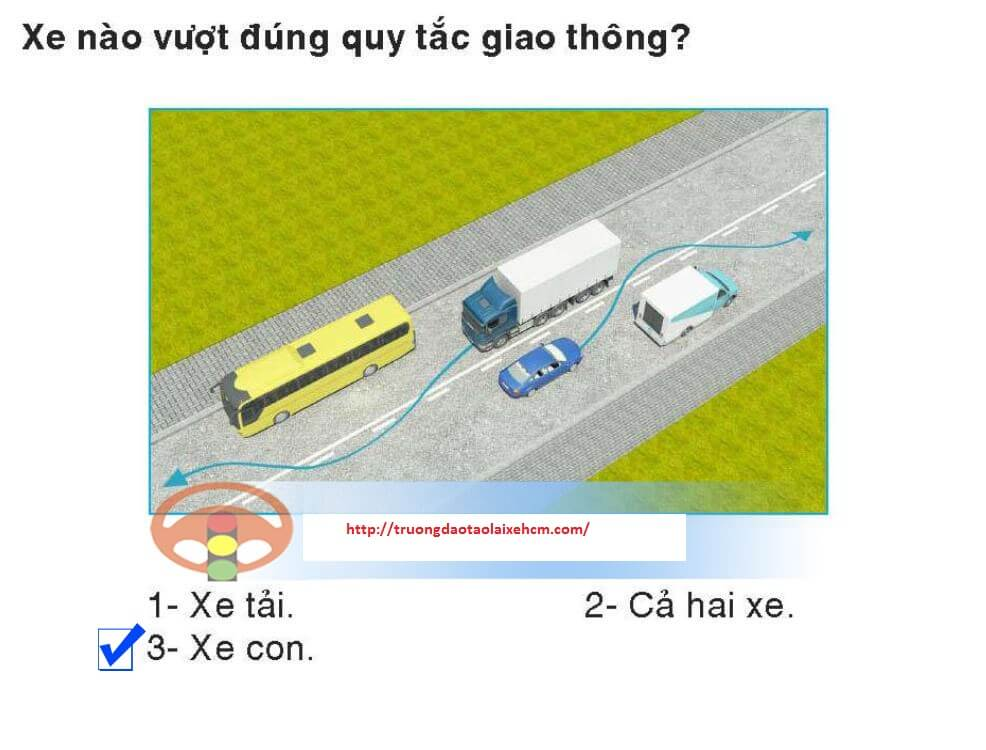 Xe nào vượt đúng quy tắc giao thông?
http://truongdaotaolaixehcm.com/
1- Xe tải.
2- Cả hai xe.
3- Xe con.